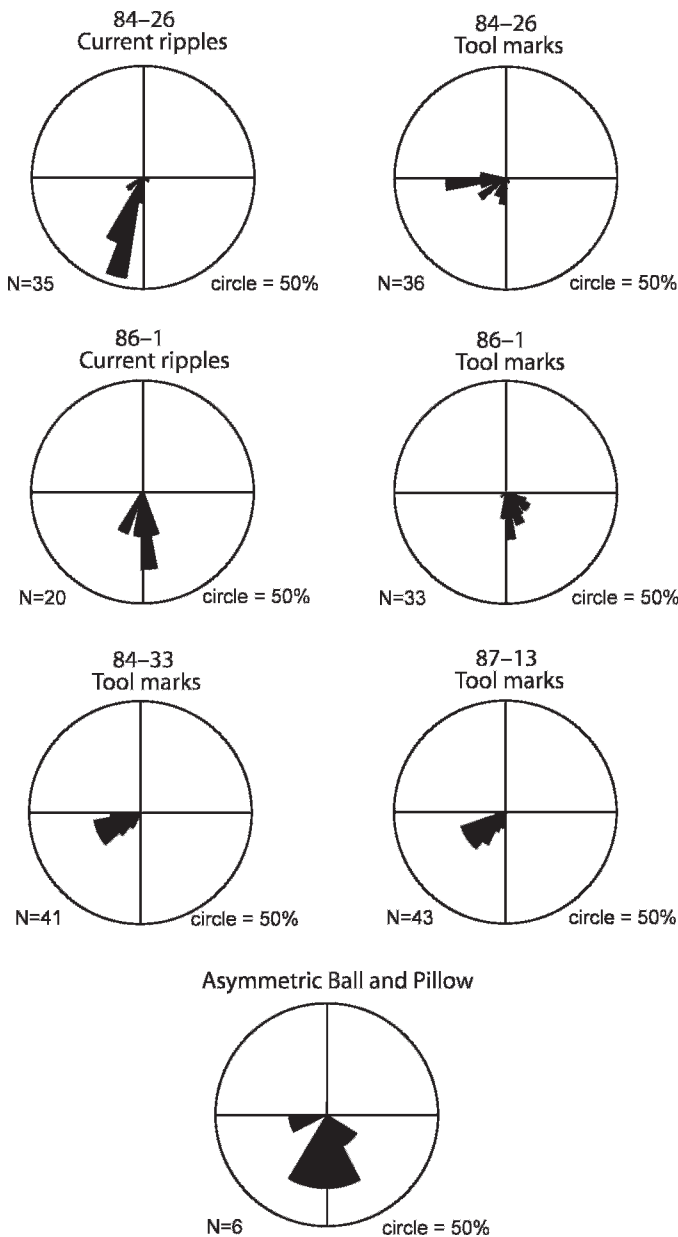 84–26
Current ripples
N=35
circle = 50%
84–26
Tool marks
N=36
circle = 50%
86–1
Current ripples
N=20
circle = 50%
86–1
Tool marks
N=33
circle = 50%
84–33
Tool marks
N=41
circle = 50%
87–13
Tool marks
N=43
circle = 50%
Asymmetric Ball and Pillow
N=6
circle = 50%